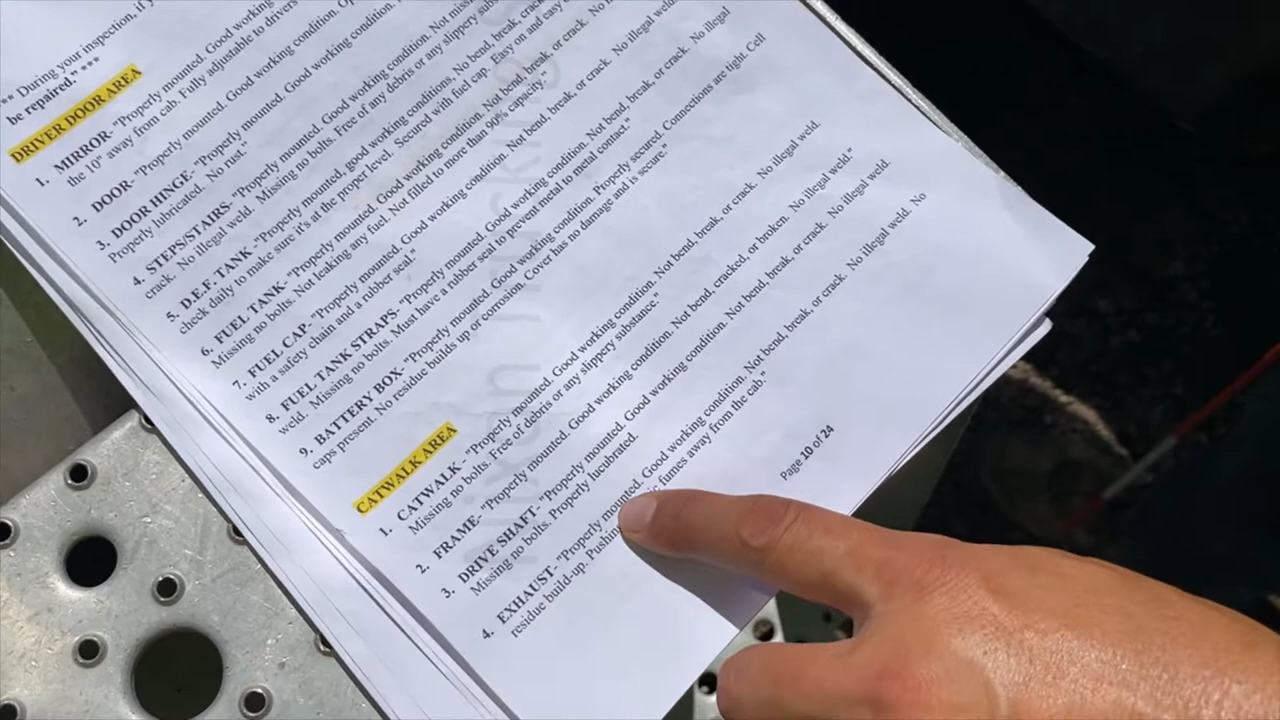 ** During your inspection, if y
be repaired." ***
DRIVER DOOR AREA
1. MIRROR- "Properly mounted. Good working
the 10" away from cab. Fully adjustable to drivers
2. DOOR- "Properly mounted. Good working condition. Op
3. DOOR HINGE- "Properly mounted. Good working condition.
Properly lubricated. No rust."
4. STEPS/STAIRS- "Properly mounted. Good working condition. Not miss
crack. No illegal weld. Missing no bolts. Free of any debris or any slippery subs
5. D.E.F. TANK -"Properly mounted, good working conditions, No bend, break, crac
check daily to make sure it's at the proper level. Secured with fuel cap. Easy on and easy o
6. FUEL TANK -"Properly mounted. Good working condition. Not bend, break, or crack. No il
Missing no bolts. Not leaking any fuel. Not filled to more than 90% capacity."
7. FUEL CAP- "Properly mounted. Good working condition. Not bend, break, or crack. No illegal weld
with a safety chain and a rubber seal."
8. FUEL TANK STRAPS- "Properly mounted. Good working condition. Not bend, break, or crack. No illegal
weld. Missing no bolts. Must have a rubber seal to prevent metal to metal contact."
9. BATTERY BOX- "Properly mounted. Good working condition. Properly secured. Connections are tight. Cell
caps present. No residue builds up or corrosion. Cover has no damage and is secure."
CATWALK AREA
1. CATWALK - "Properly mounted. Good working condition. Not bend, break, or crack. No illegal weld.
Missing no bolts. Free of debris or any slippery substance."
2. FRAME- "Properly mounted. Good working condition. Not bend, cracked, or broken. No illegal weld."
3. DRIVE SHAFT - "Properly mounted. Good working condition. Not bend, break, or crack. No illegal weld.
Missing no bolts. Properly lucubrated.
4. EXHAUST- "Properly mounted. Good working condition. Not bend, break, or crack. No illegal weld. No
residue build-up. Pushin fumes away from the cab."
Page 10 of 24